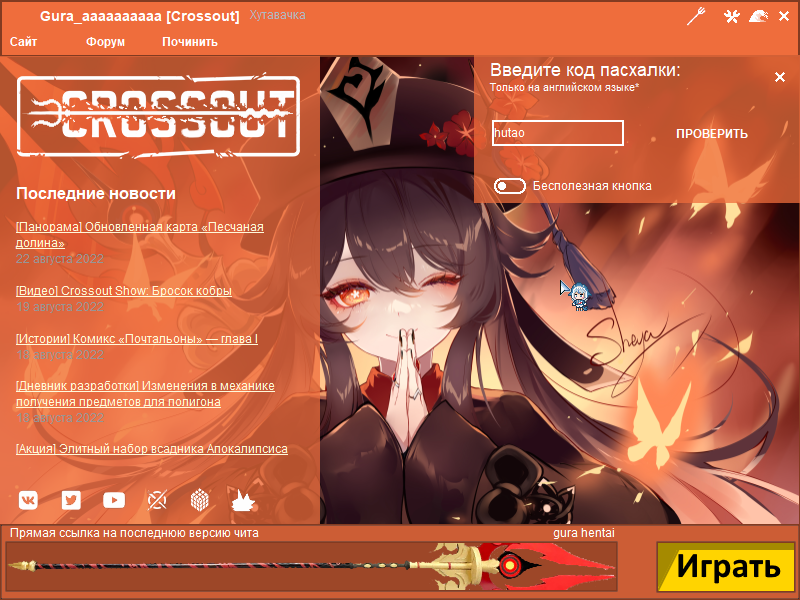 Gura_aaaaaaaaaa [Crossout] Хутавачка
Сайт Форум Починить
CROSSOUT
Введите код пасхалки:
Только на английском языке*
hutao
ПРОВЕРИТЬ
Бесполезная кнопка
Последние новости
[Панорама] Обновленная карта «Песчаная
долина»
22 августа 2022
[Видео] Crossout Show: Бросок кобры
19 августа 2022
[Истории] Комикс «Почтальоны» — глава I
18 августа 2022
[Дневник разработки] Изменения в механике
получения предметов для полигона
18 августа 2022
[Акция] Элитный набор всадника Апокалипсиса
Прямая ссылка на последнюю версию чита
gura hentai
Играть